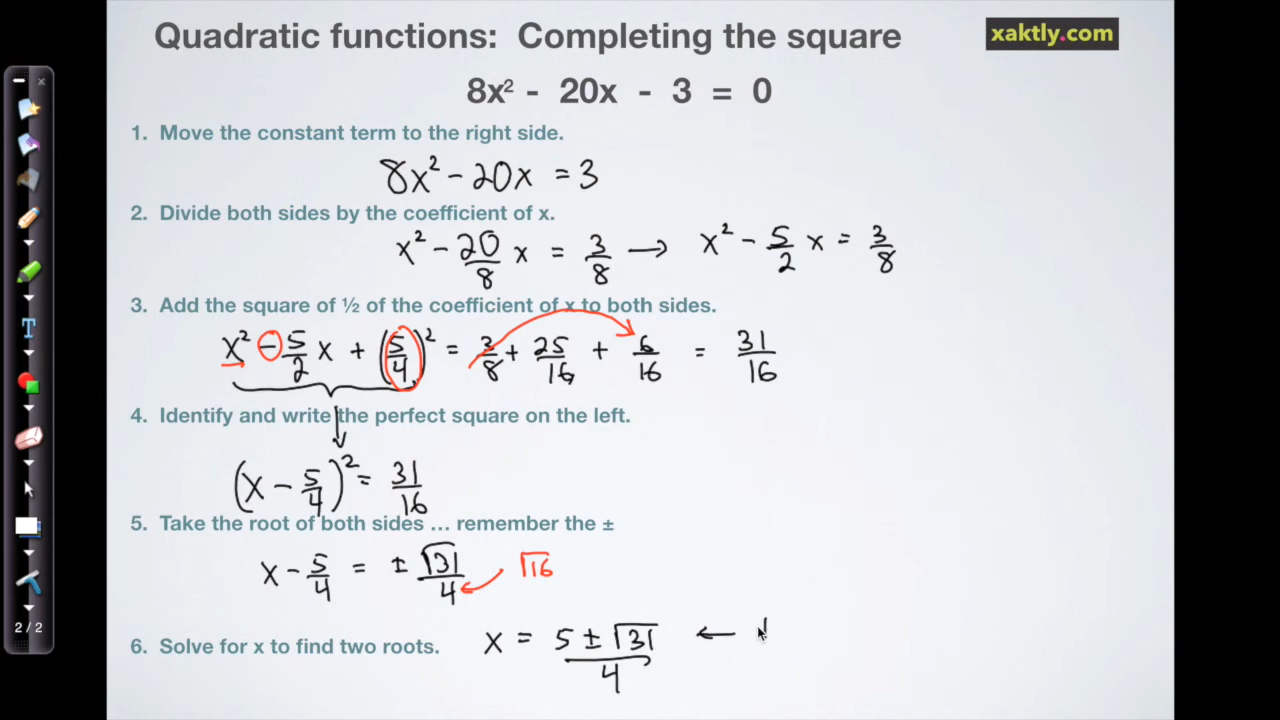 Quadratic functions: Completing the square
xaktly.com
8x² - 20x - 3 = 0
1. Move the constant term to the right side.
8x² - 20x = 3
2. Divide both sides by the coefficient of x.
x² - 20/8 x = 3/8 → x² - 5/2 x = 3/8
3. Add the square of ½ of the coefficient of x to both sides.
x² - 5/2 x + (5/4)² = 3/8 + 25/16 + 6/16 = 31/16
4. Identify and write the perfect square on the left.
(x - 5/4)² = 31/16
5. Take the root of both sides … remember the ±
x - 5/4 = ± √31/4 √16
6. Solve for x to find two roots. x = (5 ± √31)/4 ←
2 / 2